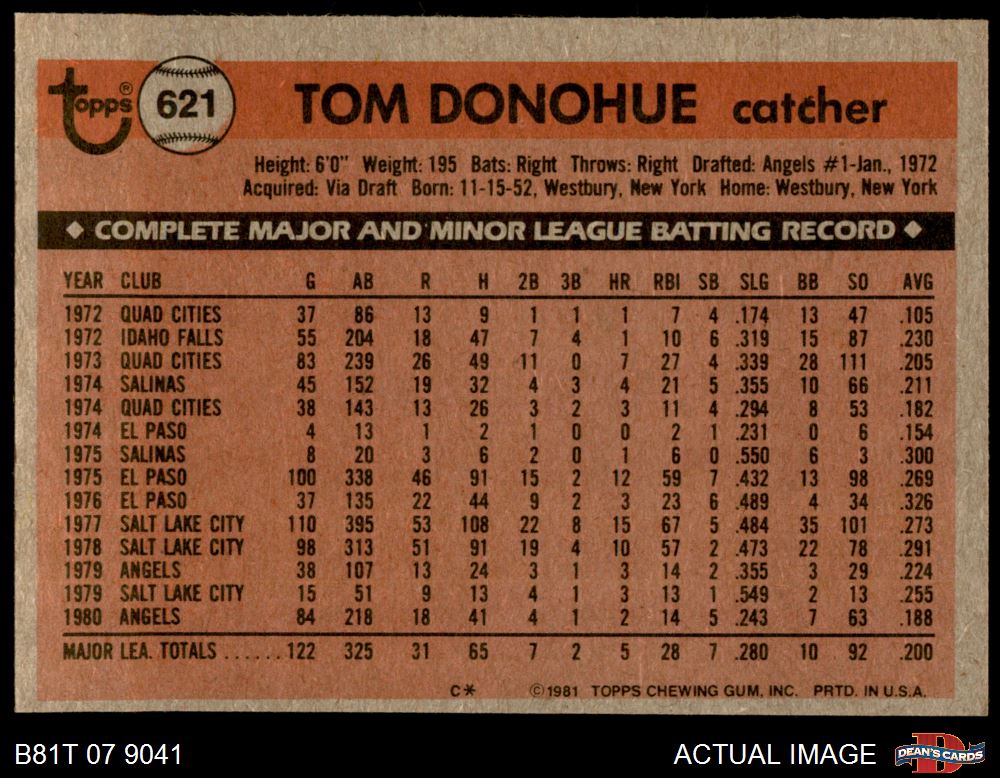 Topps® 621 TOM DONOHUE catcher
Height: 6'0" Weight: 195 Bats: Right Throws: Right Drafted: Angels #1-Jan., 1972
Acquired: Via Draft Born: 11-15-52, Westbury, New York Home: Westbury, New York
◆ COMPLETE MAJOR AND MINOR LEAGUE BATTING RECORD ◆
YEAR CLUB G AB R H 2B 3B HR RBI SB SLG BB SO AVG
1972 QUAD CITIES 37 86 13 9 1 1 1 7 4 .174 13 47 .105
1972 IDAHO FALLS 55 204 18 47 7 4 1 10 6 .319 15 87 .230
1973 QUAD CITIES 83 239 26 49 11 0 7 27 4 .339 28 111 .205
1974 SALINAS 45 152 19 32 4 3 4 21 5 .355 10 66 .211
1974 QUAD CITIES 38 143 13 26 3 2 3 11 4 .294 8 53 .182
1974 EL PASO 4 13 1 2 1 0 0 2 1 .231 0 6 .154
1975 SALINAS 8 20 3 6 2 0 1 6 0 .550 6 3 .300
1975 EL PASO 100 338 46 91 15 2 12 59 7 .432 13 98 .269
1976 EL PASO 37 135 22 44 9 2 3 23 6 .489 4 34 .326
1977 SALT LAKE CITY 110 395 53 108 22 8 15 67 5 .484 35 101 .273
1978 SALT LAKE CITY 98 313 51 91 19 4 10 57 2 .473 22 78 .291
1979 ANGELS 38 107 13 24 3 1 3 14 2 .355 3 29 .224
1979 SALT LAKE CITY 15 51 9 13 4 1 3 13 1 .549 2 13 .255
1980 ANGELS 84 218 18 41 4 1 2 14 5 .243 7 63 .188
MAJOR LEA. TOTALS ......122 325 31 65 7 2 5 28 7 .280 10 92 .200
C* ©1981 TOPPS CHEWING GUM, INC. PRTD. IN U.S.A.
B81T 07 9041 ACTUAL IMAGE DEAN'S CARDS